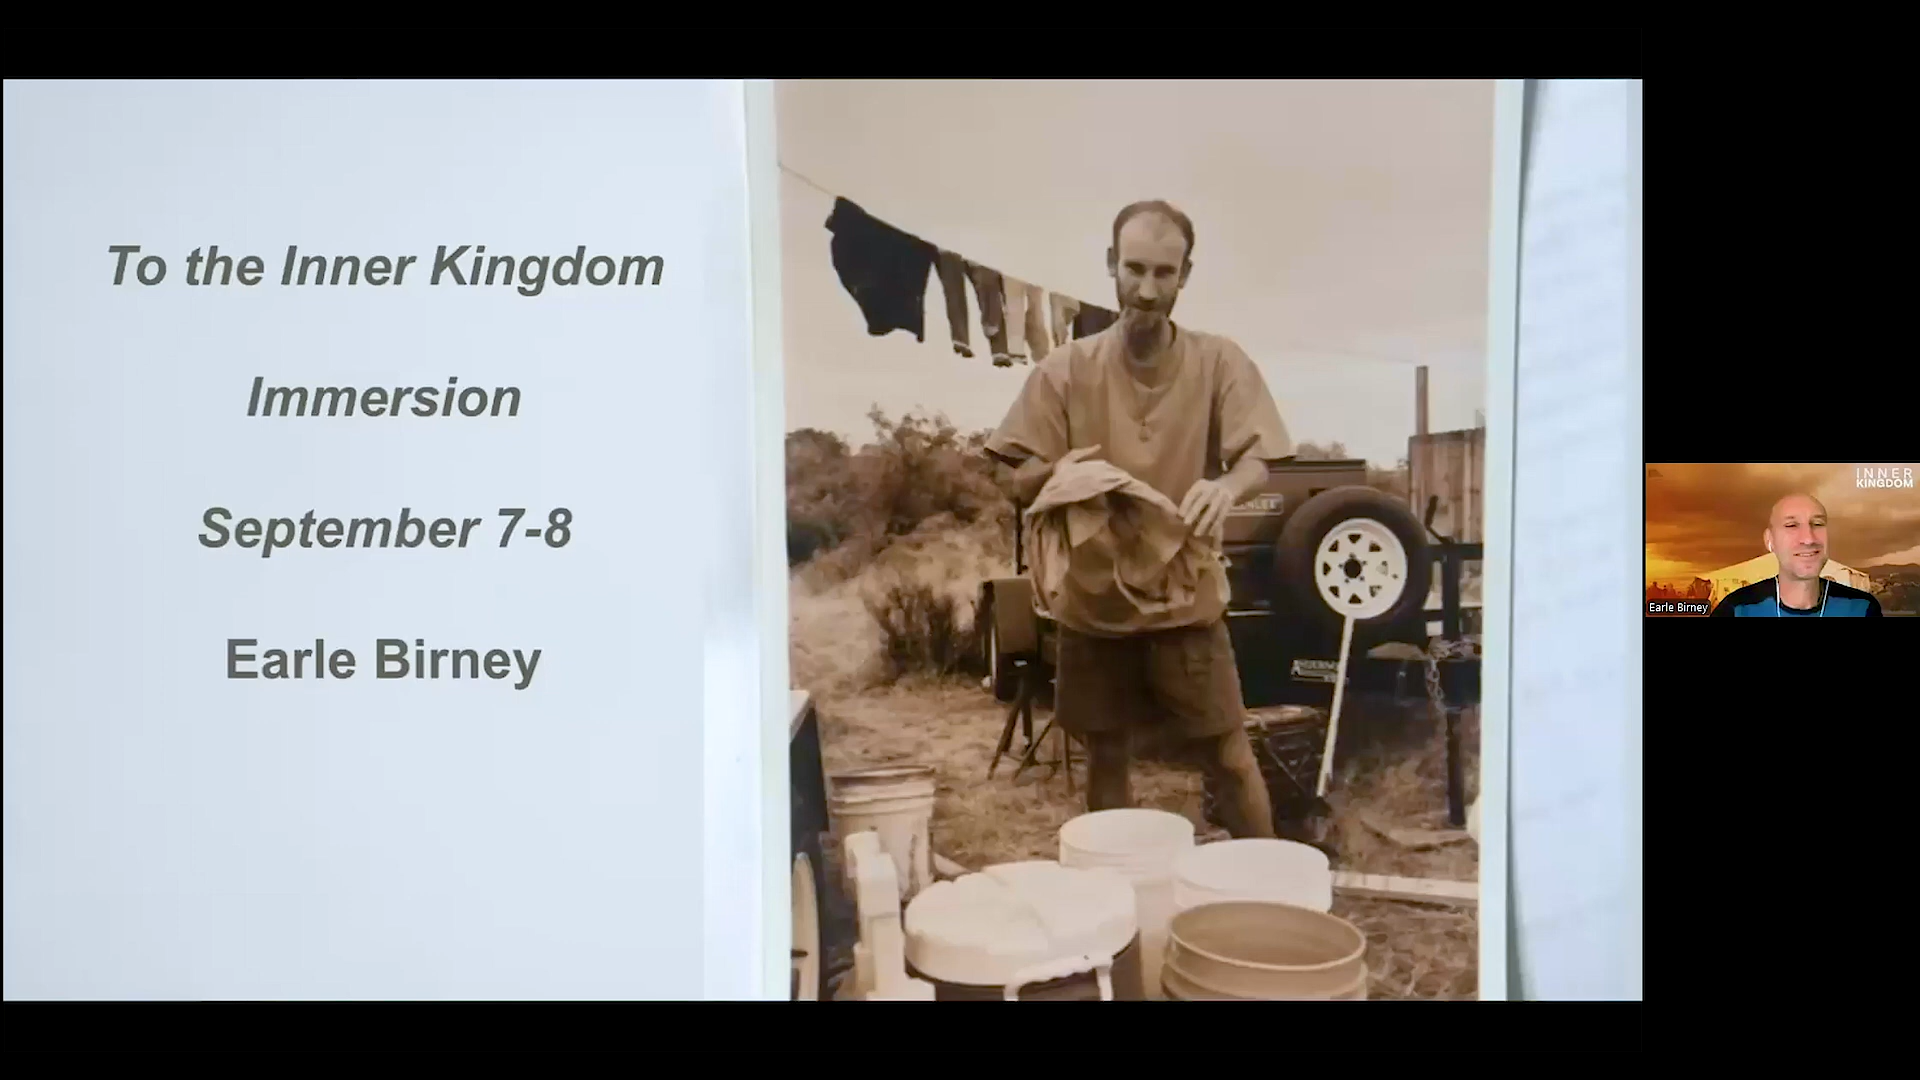 To the Inner Kingdom
Immersion
September 7-8
Earle Birney
INNER
KINGDOM
Earle Birney